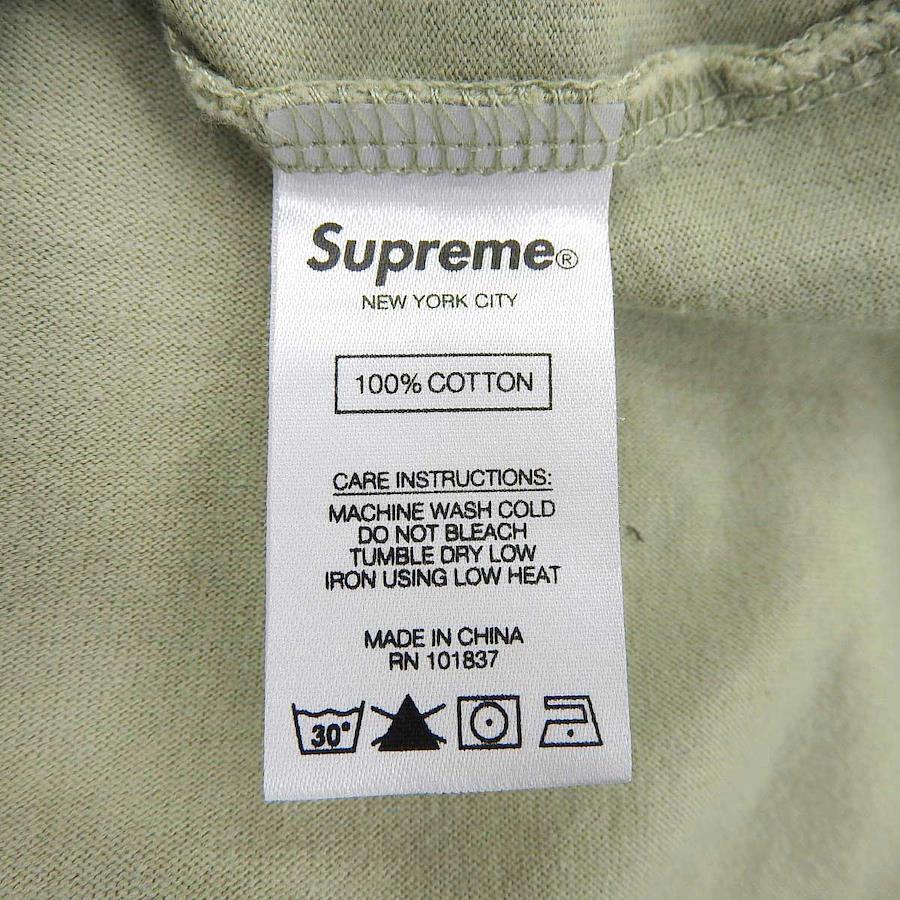 Supreme®
NEW YORK CITY
100% COTTON
CARE INSTRUCTIONS:
MACHINE WASH COLD
DO NOT BLEACH
TUMBLE DRY LOW
IRON USING LOW HEAT
MADE IN CHINA
RN 101837
30°